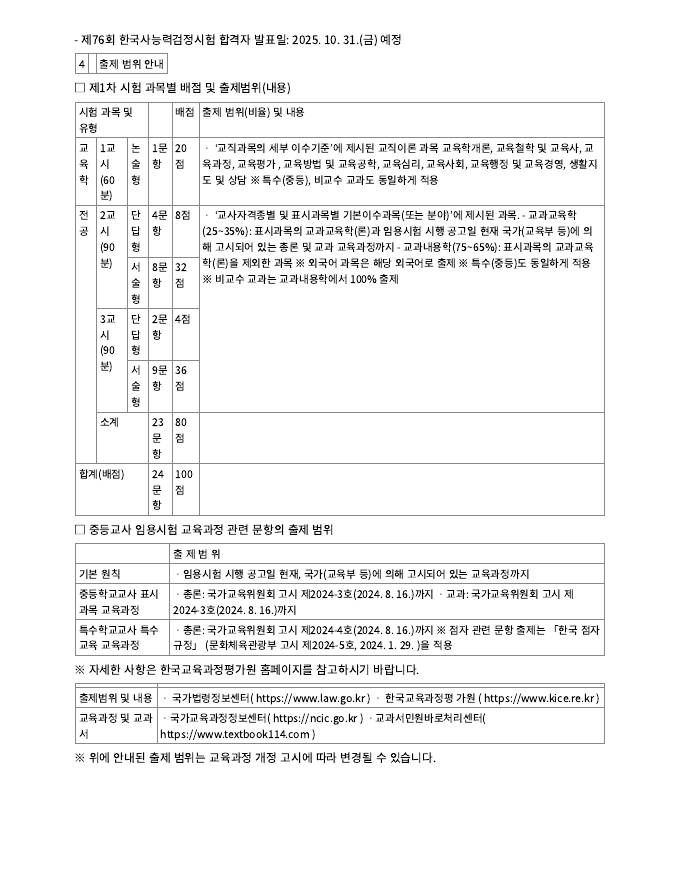 - 제76회 한국사능력검정시험 합격자 발표일: 2025. 10. 31.(금) 예정
4 출제 범위 안내
□ 제1차 시험 과목별 배점 및 출제범위(내용)
시험 과목 및
유형
배점
출제 범위(비율) 및 내용
교
육
학
1교
시
(60
분)
논
술
형
1문
항
20
점
· ‘교직과목의 세부 이수기준’에 제시된 교직이론 과목 교육학개론, 교육철학 및 교육사, 교
육과정, 교육평가 , 교육방법 및 교육공학, 교육심리, 교육사회, 교육행정 및 교육경영, 생활지
도 및 상담 ※ 특수(중등), 비교수 교과도 동일하게 적용
전
공
2교
시
(90
분)
단
답
형
4문
항
8점
· ‘교사자격종별 및 표시과목별 기본이수과목(또는 분야)’에 제시된 과목. - 교과교육학
(25~35%): 표시과목의 교과교육학(론)과 임용시험 시행 공고일 현재 국가(교육부 등)에 의
해 고시되어 있는 총론 및 교과 교육과정까지 - 교과내용학(75~65%): 표시과목의 교과교육
학(론)을 제외한 과목 ※ 외국어 과목은 해당 외국어로 출제 ※ 특수(중등)도 동일하게 적용
※ 비교수 교과는 교과내용학에서 100% 출제
서
술
형
8문
항
32
점
3교
시
(90
분)
단
답
형
2문
항
4점
서
술
형
9문
항
36
점
소계
23
문
항
80
점
합계(배점)
24
문
항
100
점
□ 중등교사 임용시험 교육과정 관련 문항의 출제 범위
출 제 범 위
기본 원칙
· 임용시험 시행 공고일 현재, 국가(교육부 등)에 의해 고시되어 있는 교육과정까지
중등학교교사 표시
과목 교육과정
· 총론: 국가교육위원회 고시 제2024-3호(2024. 8. 16.)까지 · 교과: 국가교육위원회 고시 제
2024-3호(2024. 8. 16.)까지
특수학교교사 특수
교육 교육과정
· 총론: 국가교육위원회 고시 제2024-4호(2024. 8. 16.)까지 ※ 점자 관련 문항 출제는 「한국 점자
규정」 (문화체육관광부 고시 제2024-5호, 2024. 1. 29. )을 적용
※ 자세한 사항은 한국교육과정평가원 홈페이지를 참고하시기 바랍니다.
출제범위 및 내용
· 국가법령정보센터( https://www.law.go.kr ) · 한국교육과정평 가원 ( https://www.kice.re.kr )
교육과정 및 교과
서
· 국가교육과정정보센터( https://ncic.go.kr ) · 교과서민원바로처리센터(
https://www.textbook114.com )
※ 위에 안내된 출제 범위는 교육과정 개정 고시에 따라 변경될 수 있습니다.